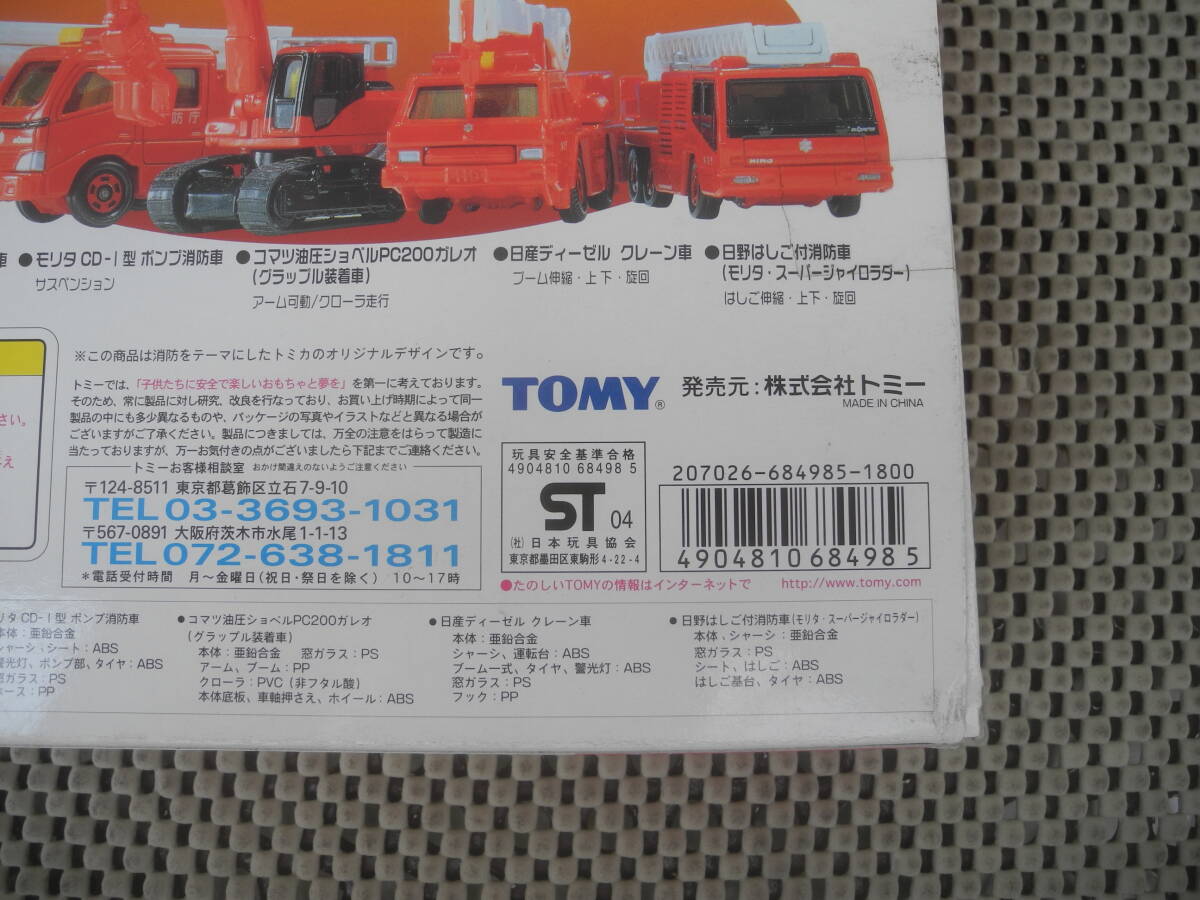 防庁
HINO
車 ●モリタ CD-I型 ポンプ消防車
サスペンション
●コマツ油圧ショベルPC200ガレオ
(グラップル装着車)
アーム可動/クローラ走行
●日産ディーゼル クレーン車
ブーム伸縮・上下・旋回
●日野はしご付消防車
(モリタ・スーパージャイロラダー)
はしご伸縮・上下・旋回
※この商品は消防をテーマにしたトミカのオリジナルデザインです。
トミーでは、「子供たちに安全で楽しいおもちゃと夢を」を第一に考えております。
そのため、常に製品に対し研究、改良を行なっており、お買い上げ時期によって同一
製品の中にも多少異なるものや、パッケージの写真やイラストなどと異なる場合が
ございますがご了承ください。製品につきましては、万全の注意をはらって製造に
当たっておりますが、万一お気付きの点がございましたら下記までご連絡ください。
さい。
え
トミーお客様相談室 おかけ間違えのないようご注意ください
〒124-8511 東京都葛飾区立石7-9-10
TEL03-3693-1031
〒567-0891 大阪府茨木市水尾1-1-13
TEL072-638-1811
*電話受付時間 月〜金曜日(祝日・祭日を除く) 10〜17時
TOMY®
発売元:株式会社トミー
MADE IN CHINA
玩具安全基準合格
4904810 68498 5
ST 04
(社)日本玩具協会
東京都墨田区東駒形4-22-4
207026-684985-1800
4904810684985
●たのしいTOMYの情報はインターネットで http://www.tomy.com
リタ CD-I型 ポンプ消防車
本体:亜鉛合金
シャーシ、シート:ABS
警光灯、ポンプ部、タイヤ:ABS
窓ガラス:PS
ホース:PP
●コマツ油圧ショベルPC200ガレオ
(グラップル装着車)
本体:亜鉛合金 窓ガラス:PS
アーム、ブーム:PP
クローラ:PVC(非フタル酸)
本体底板、車軸押さえ、ホイール:ABS
●日産ディーゼル クレーン車
本体:亜鉛合金
シャーシ、運転台:ABS
ブーム一式、タイヤ、警光灯:ABS
窓ガラス:PS
フック:PP
●日野はしご付消防車(モリタ・スーパージャイロラダー)
本体、シャーシ:亜鉛合金
窓ガラス:PS
シート、はしご:ABS
はしご基台、タイヤ:ABS